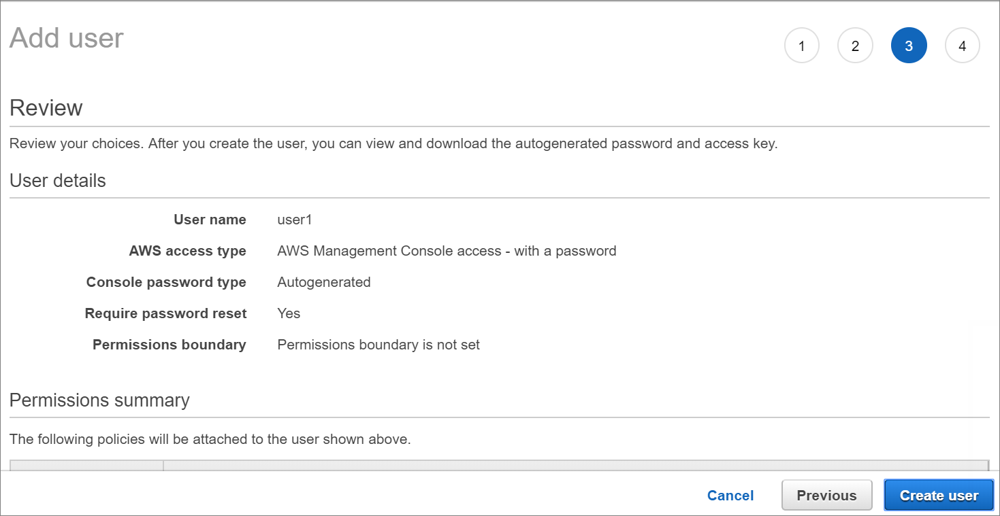 Add user
1 2 3 4
Review
Review your choices. After you create the user, you can view and download the autogenerated password and access key.
User details
User name user1
AWS access type AWS Management Console access - with a password
Console password type Autogenerated
Require password reset Yes
Permissions boundary Permissions boundary is not set
Permissions summary
The following policies will be attached to the user shown above.
Cancel Previous Create user